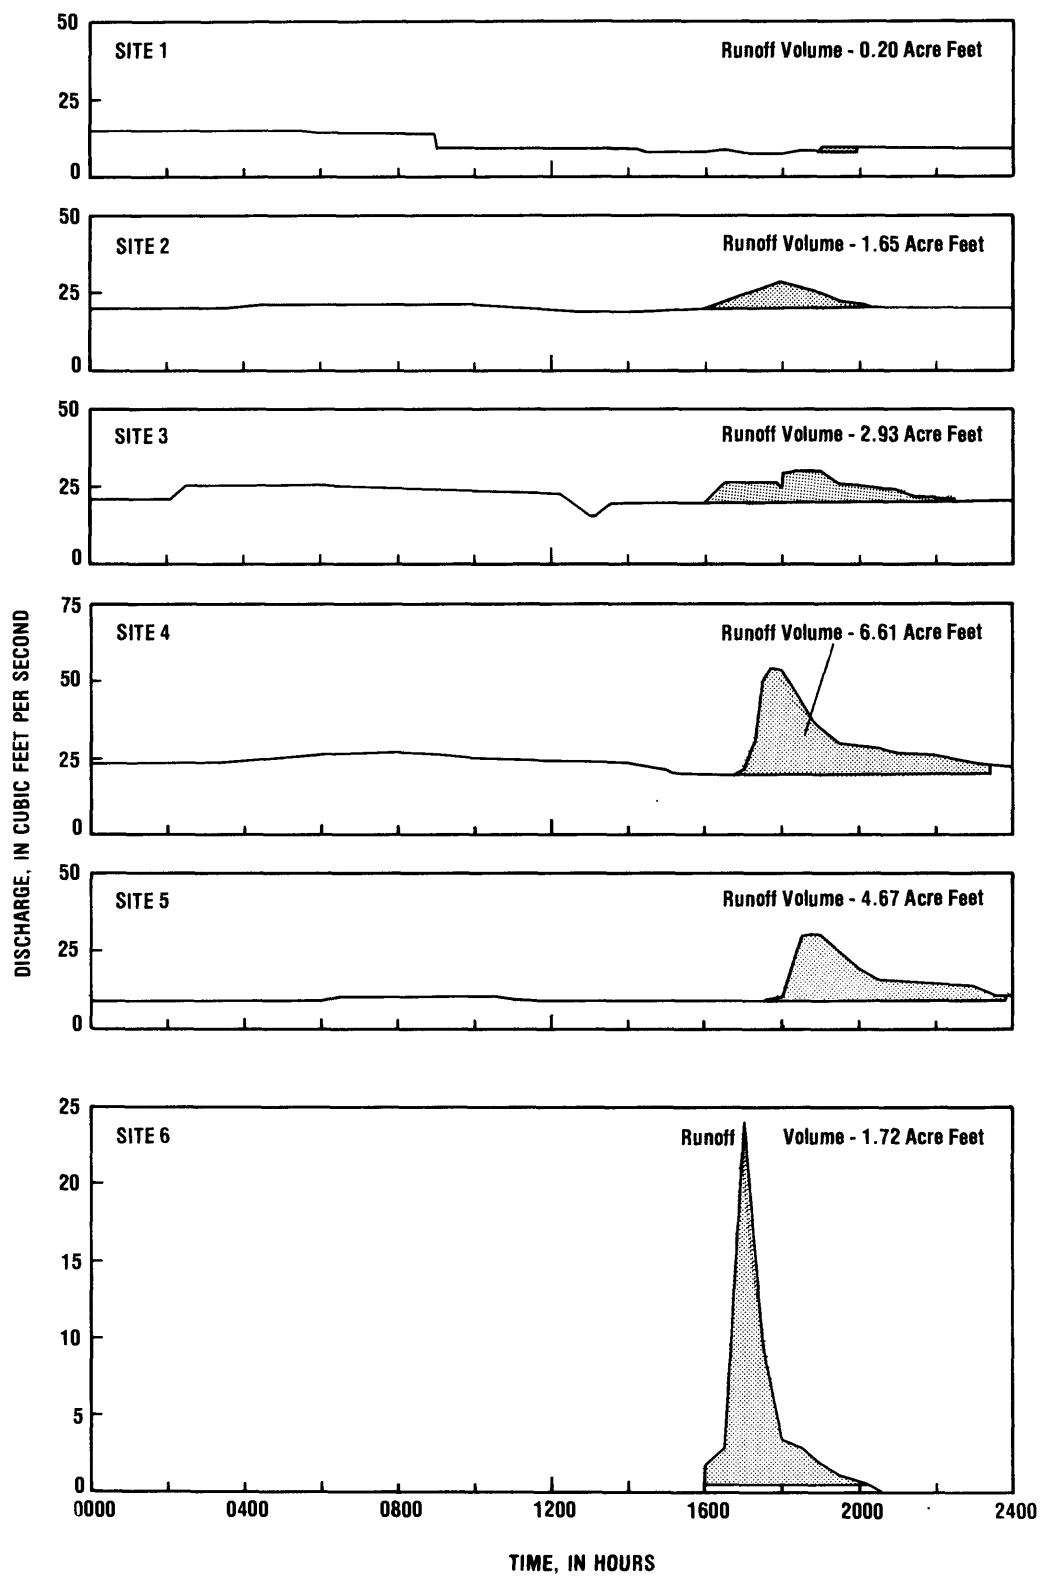 50
SITE 1 Runoff Volume - 0.20 Acre Feet
25
0
50
SITE 2 Runoff Volume - 1.65 Acre Feet
25
0
50
SITE 3 Runoff Volume - 2.93 Acre Feet
25
0
75
SITE 4 Runoff Volume - 6.61 Acre Feet
50
25
0
DISCHARGE, IN CUBIC FEET PER SECOND
50
SITE 5 Runoff Volume - 4.67 Acre Feet
25
0
25
SITE 6 Runoff Volume - 1.72 Acre Feet
20
15
10
5
0
0000 0400 0800 1200 1600 2000 2400
TIME, IN HOURS